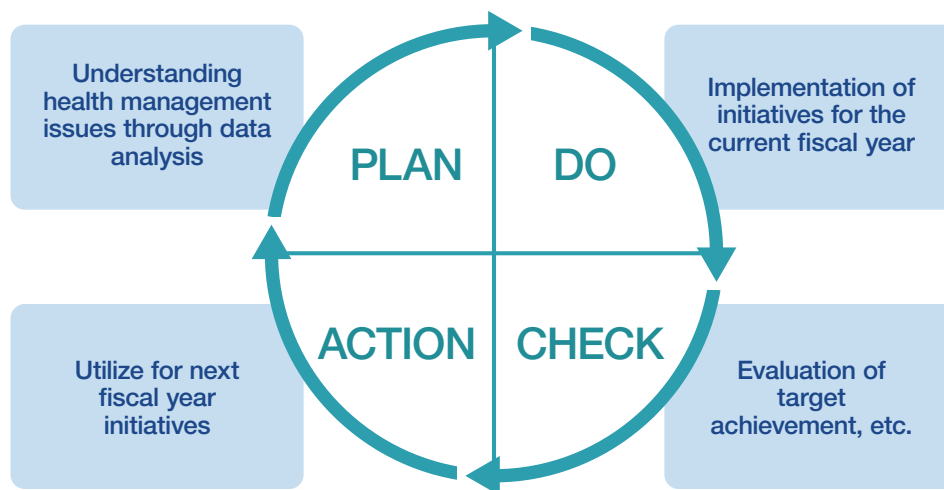 Understanding
health management
issues through data
analysis
PLAN
DO
Implementation of
initiatives for the
current fiscal year
Utilize for next
fiscal year
initiatives
ACTION
CHECK
Evaluation of
target
achievement, etc.